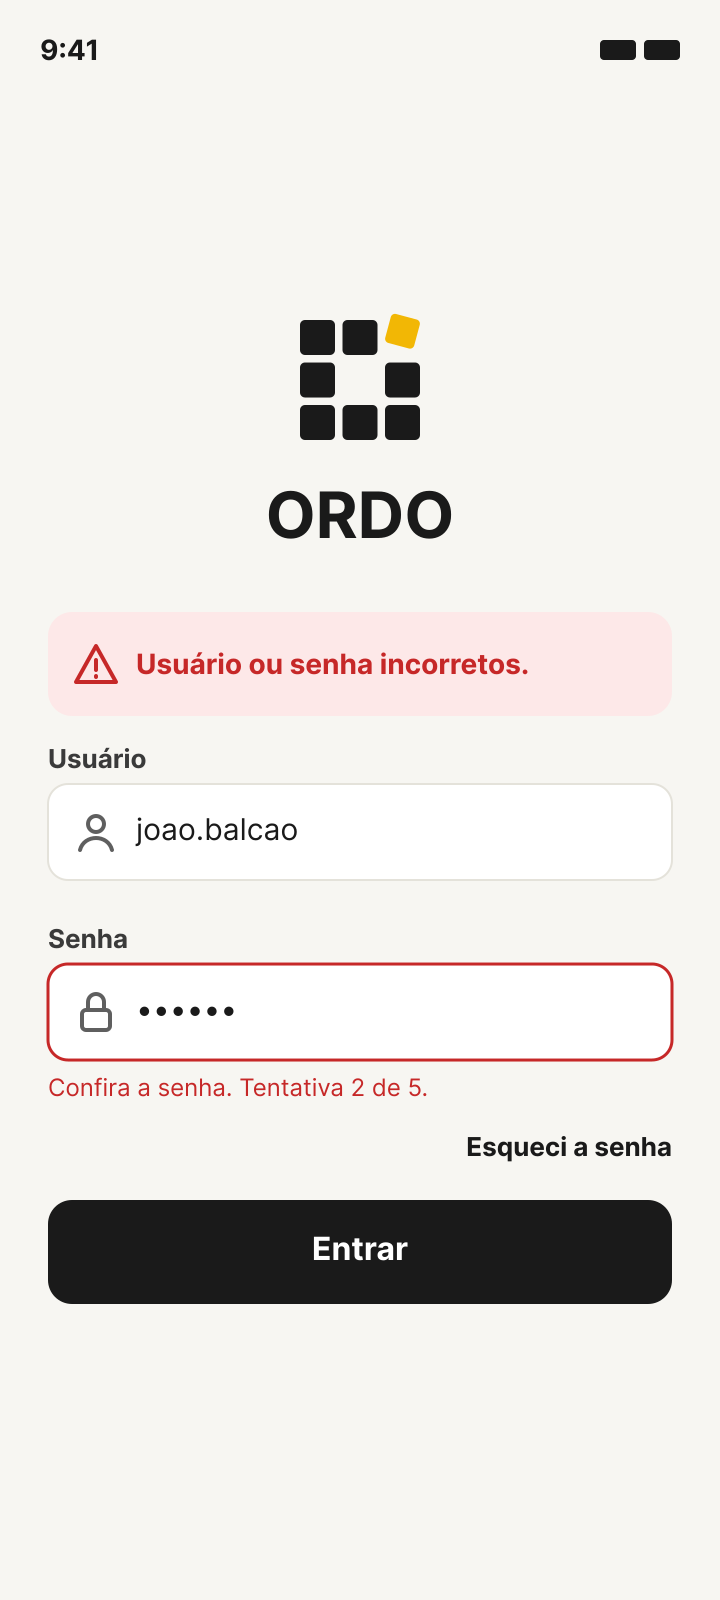 9:41
ORDO
Usuário ou senha incorretos.
Usuário
joao.balcao
Senha
••••••
Confira a senha. Tentativa 2 de 5.
Esqueci a senha
Entrar